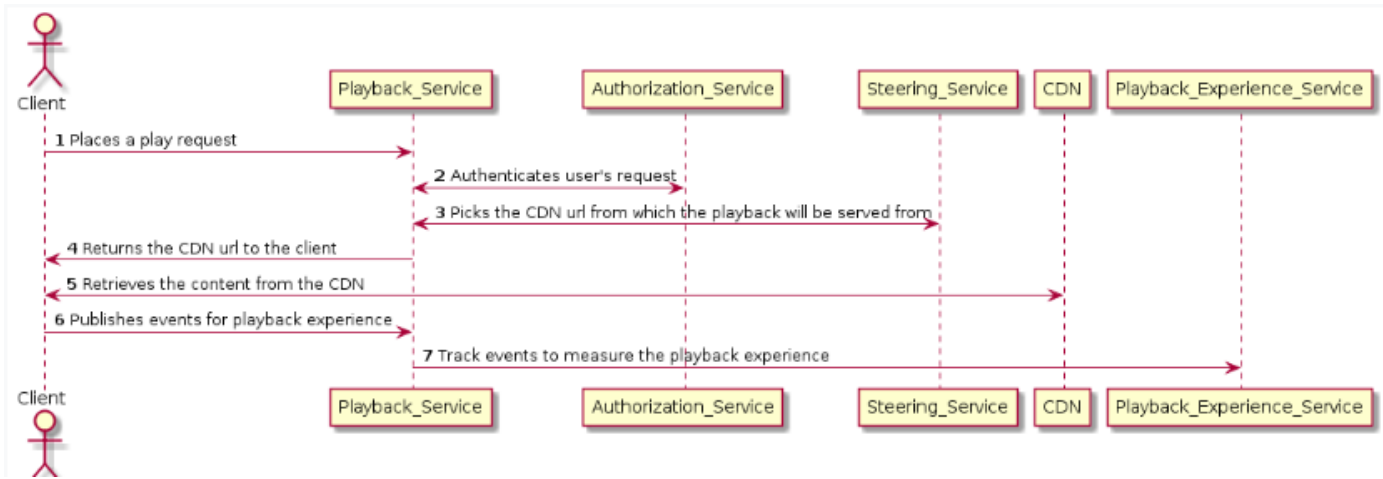 Client
Playback_Service
Authorization_Service
Steering_Service
CDN
Playback_Experience_Service
1 Places a play request
2 Authenticates user's request
3 Picks the CDN url from which the playback will be served from
4 Returns the CDN url to the client
5 Retrieves the content from the CDN
6 Publishes events for playback experience
7 Track events to measure the playback experience
Client
Playback_Service
Authorization_Service
Steering_Service
CDN
Playback_Experience_Service